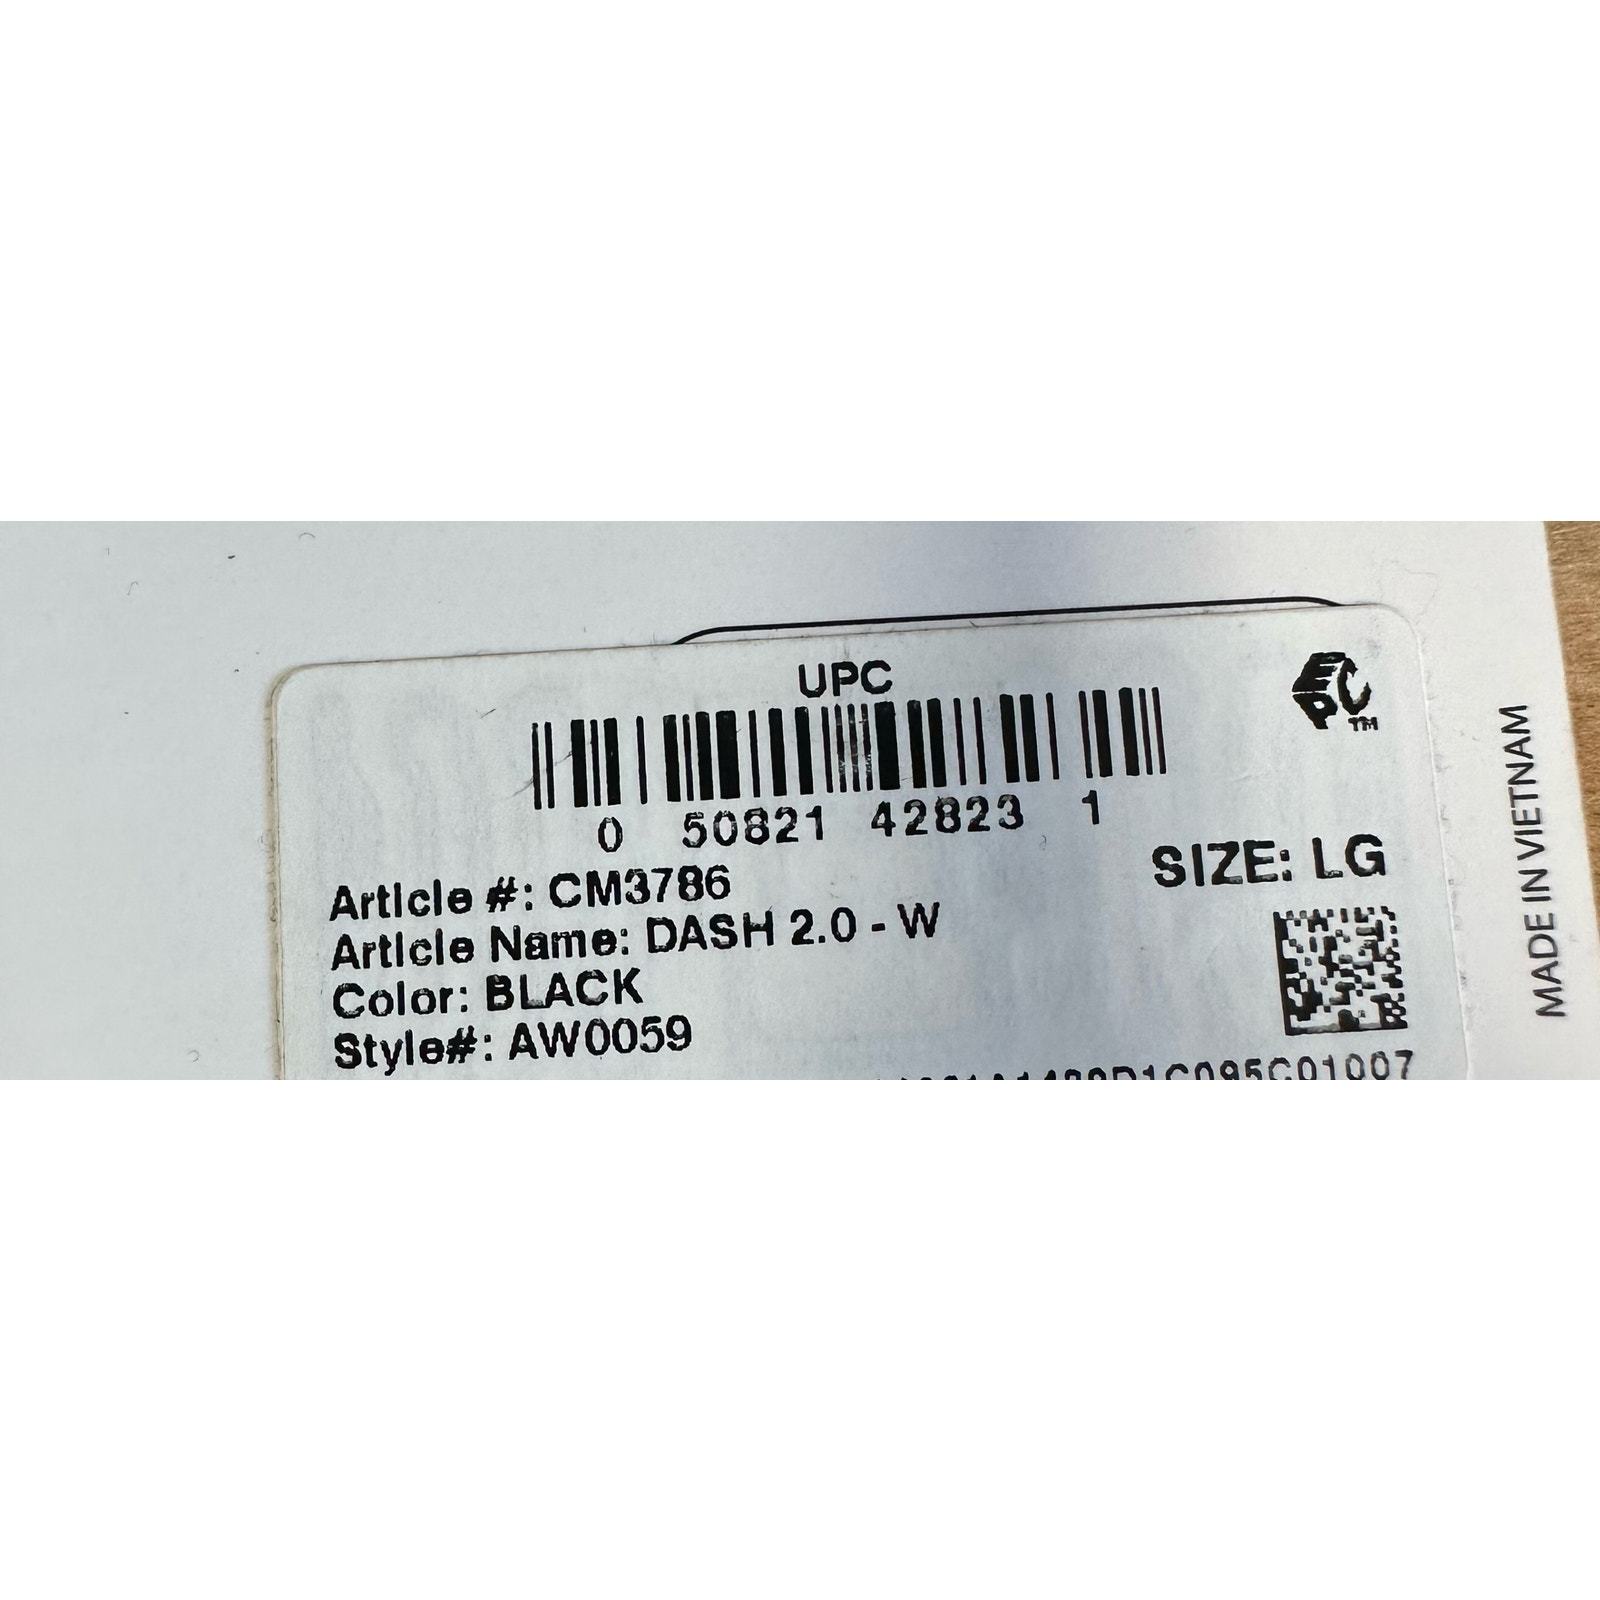 UPC
EPC™
0 50821 42823 1
SIZE: LG
Article #: CM3786
Article Name: DASH 2.0 - W
Color: BLACK
Style#: AW0059
MADE IN VIETNAM